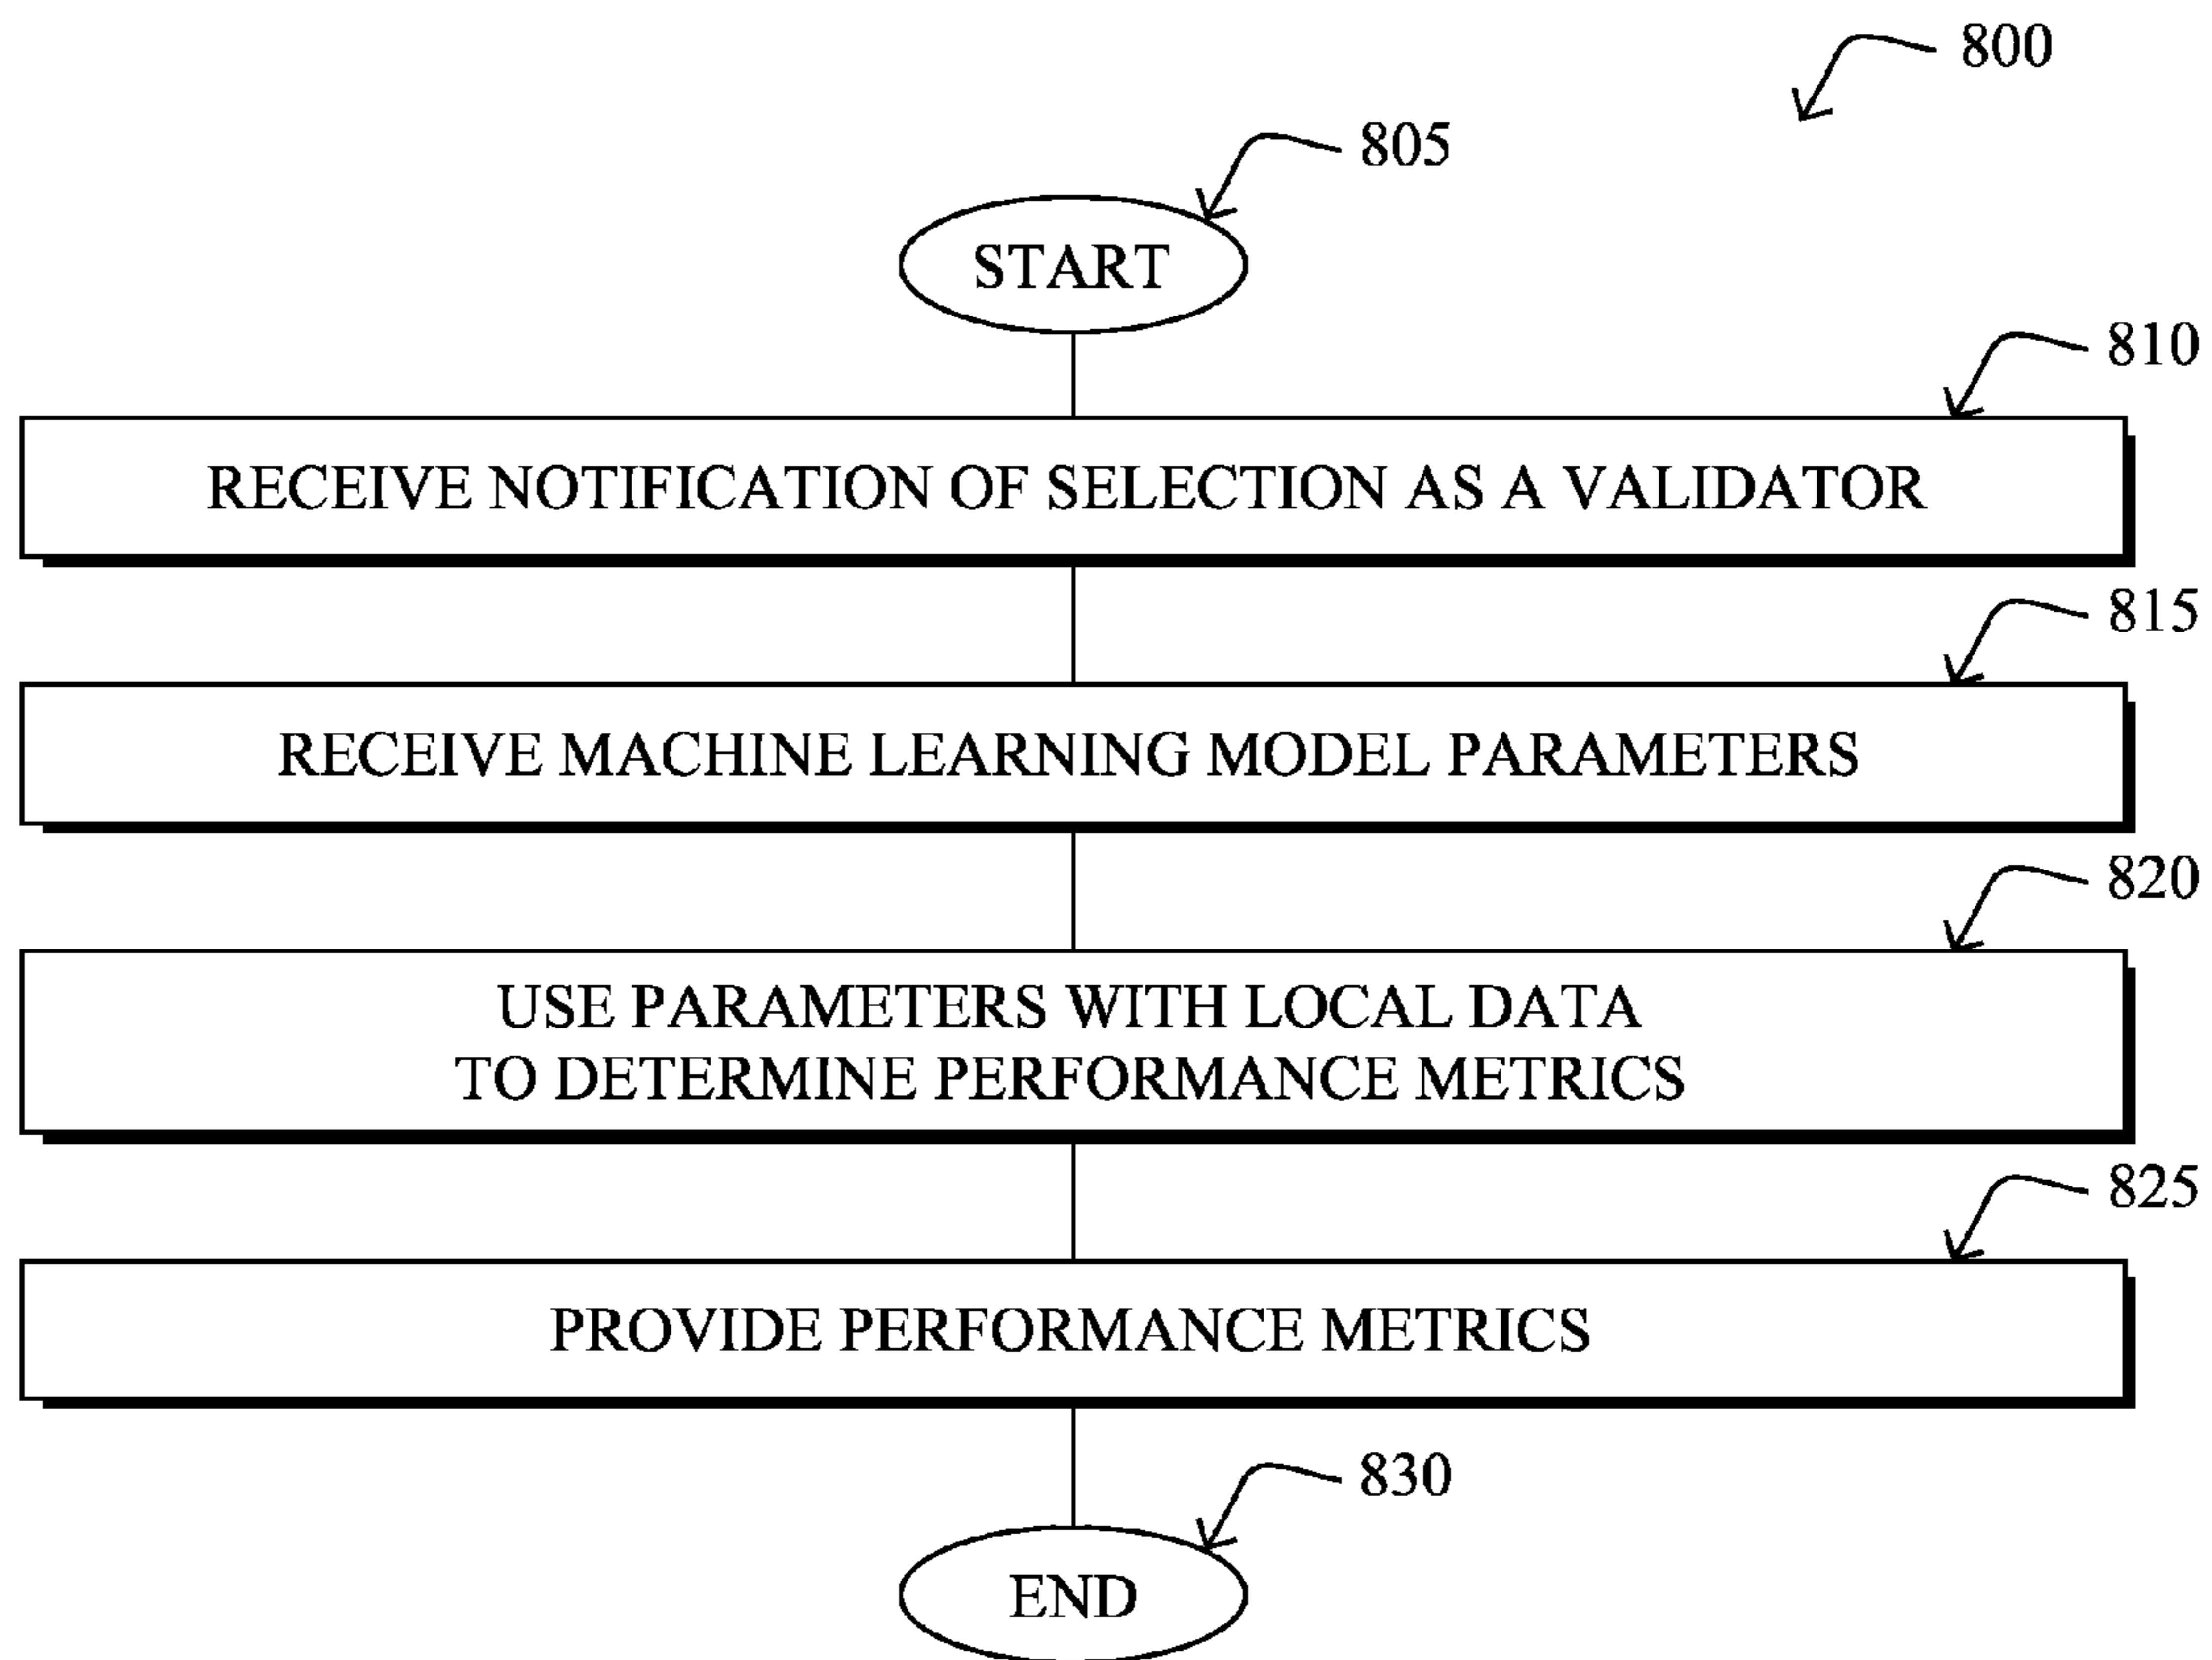 800
805
START
810
RECEIVE NOTIFICATION OF SELECTION AS A VALIDATOR
815
RECEIVE MACHINE LEARNING MODEL PARAMETERS
820
USE PARAMETERS WITH LOCAL DATA
TO DETERMINE PERFORMANCE METRICS
825
PROVIDE PERFORMANCE METRICS
830
END